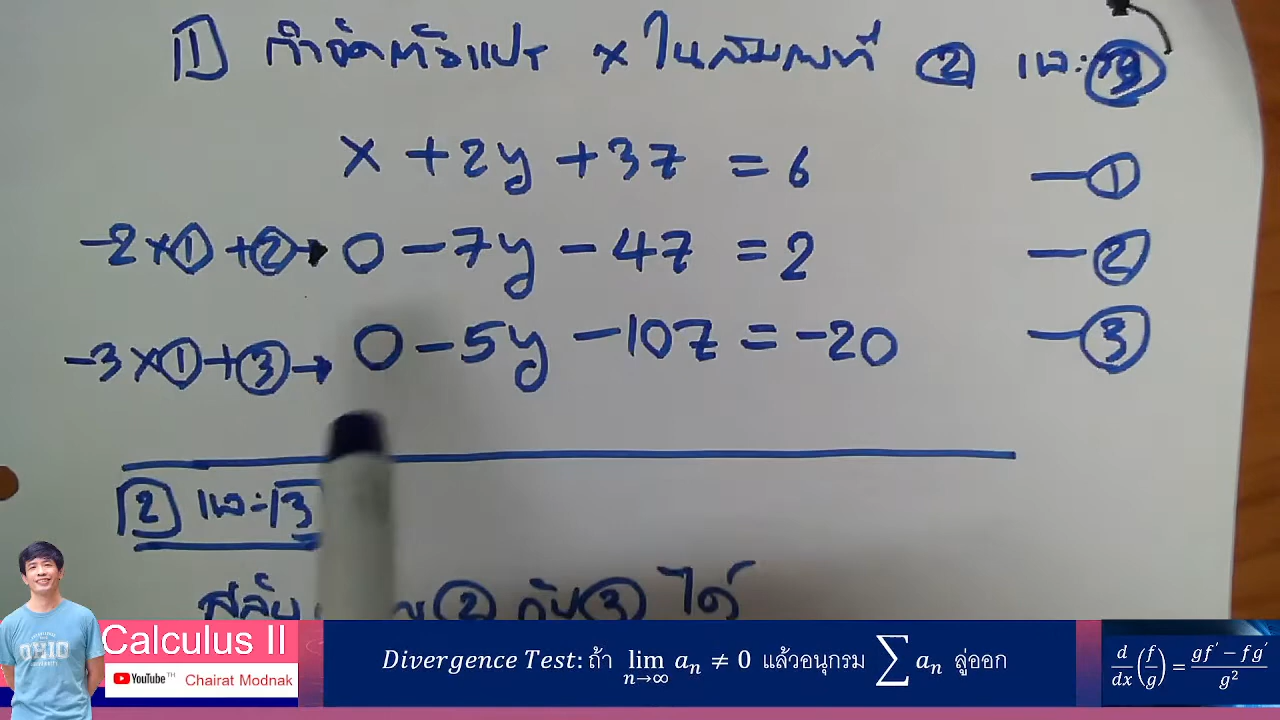 1 กำจัดตัวแปร x ในสมการที่ ② และ ③
x + 2y + 3z = 6 — ①
-2×① + ② → 0 - 7y - 4z = 2 — ②
-3×① + ③ → 0 - 5y - 10z = -20 — ③
2 และ 3
สลับ ② กับ ③ ได้
Calculus II
YouTube TH Chairat Modnak
OHIO
Divergence Test: ถ้า lim n→∞ aₙ ≠ 0 แล้วอนุกรม ∑ aₙ ลู่ออก
d/dx (f/g) = (gf' - fg')/g²